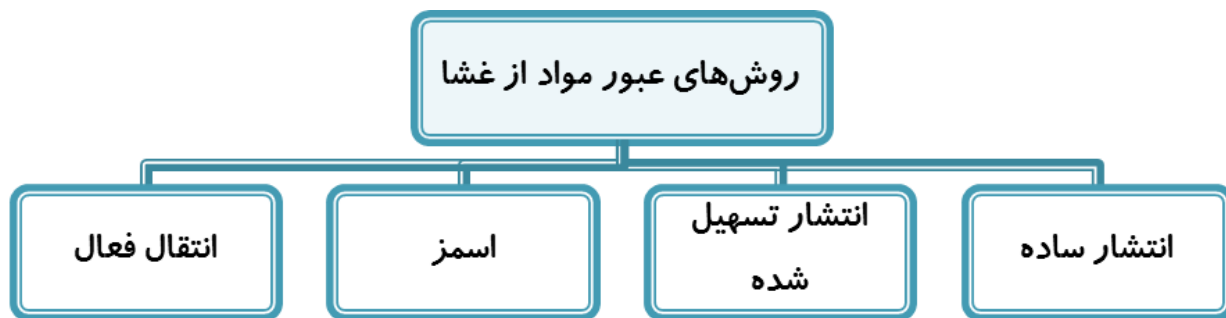 روش‌های عبور مواد از غشا
انتشار ساده
انتشار تسهیل
شده
اسمز
انتقال فعال